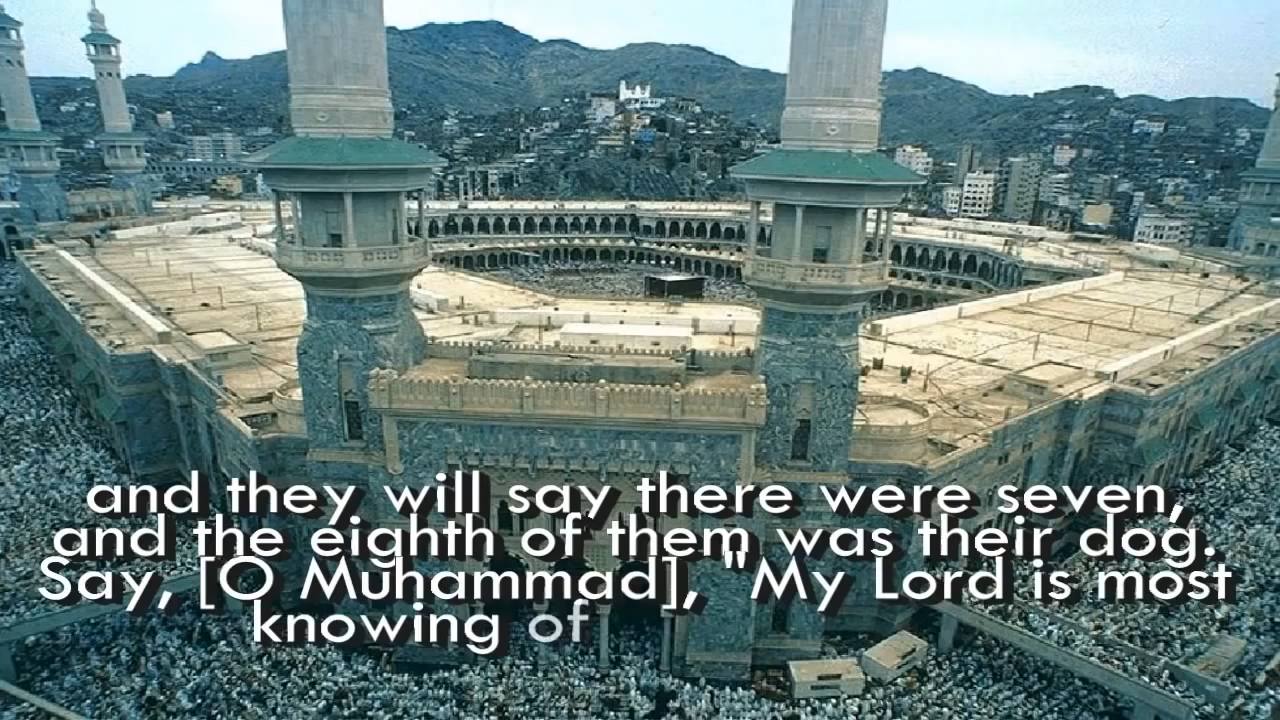 and they will say there were seven,
and the eighth of them was their dog.
Say, [O Muhammad], "My Lord is most
knowing of